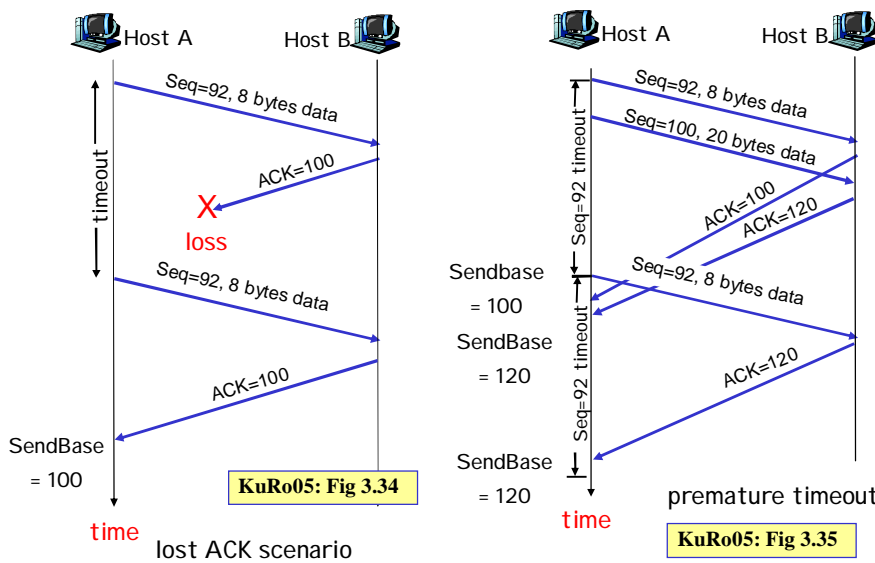 Host A
Host B
Seq=92, 8 bytes data
timeout
ACK=100
X
loss
Seq=92, 8 bytes data
ACK=100
SendBase
= 100
KuRo05: Fig 3.34
time
lost ACK scenario
Host A
Host B
Seq=92, 8 bytes data
Seq=100, 20 bytes data
Seq=92 timeout
ACK=100
ACK=120
Seq=92, 8 bytes data
Sendbase
= 100
SendBase
= 120
Seq=92 timeout
ACK=120
SendBase
= 120
premature timeout
time
KuRo05: Fig 3.35